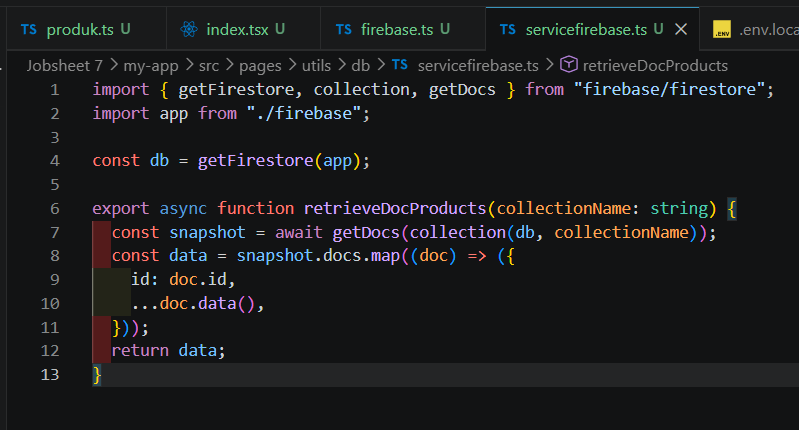 TS produk.ts U index.tsx U TS firebase.ts U TS servicefirebase.ts U × .ENV .env.loca
Jobsheet 7 > my-app > src > pages > utils > db > TS servicefirebase.ts > retrieveDocProducts
1 import { getFirestore, collection, getDocs } from "firebase/firestore";
2 import app from "./firebase";
3
4 const db = getFirestore(app);
5
6 export async function retrieveDocProducts(collectionName: string) {
7 const snapshot = await getDocs(collection(db, collectionName));
8 const data = snapshot.docs.map((doc) => ({
9 id: doc.id,
10 ...doc.data(),
11 }));
12 return data;
13 }